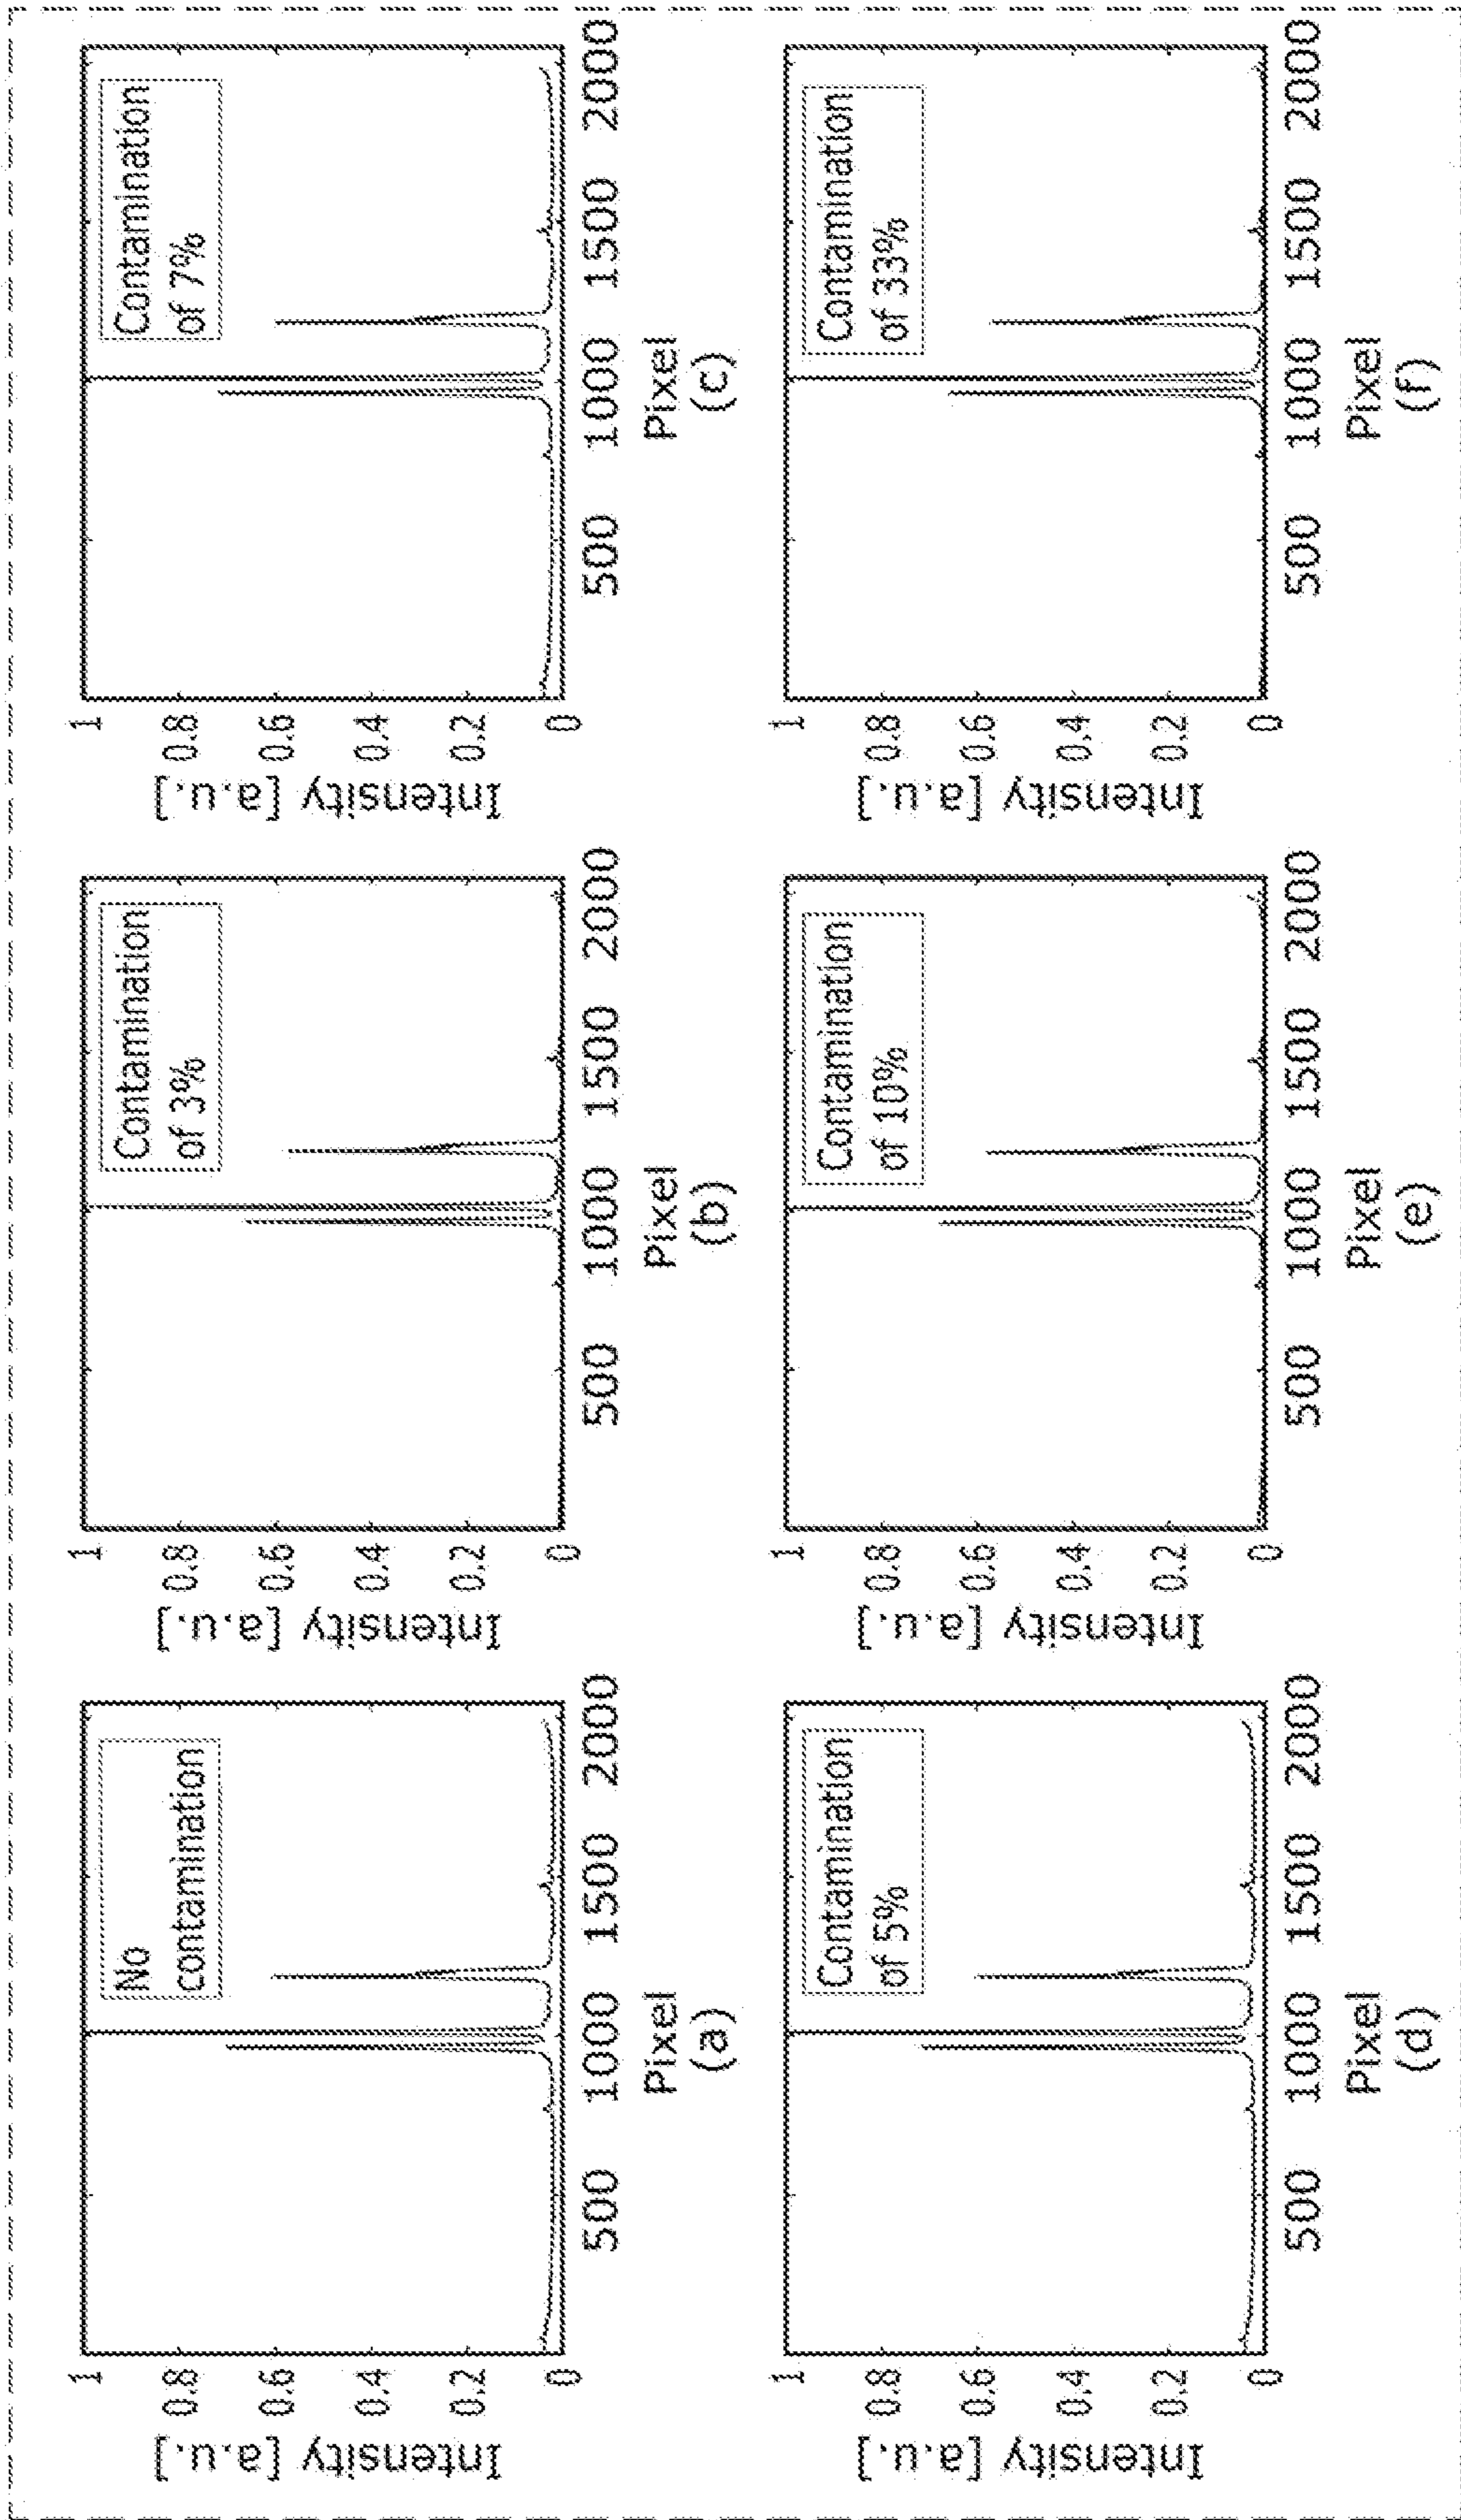 Intensity [a.u.]
1
0.8
0.6
0.4
0.2
0
No
contamination
500
1000
1500
2000
Pixel
(a)
Intensity [a.u.]
1
0.8
0.6
0.4
0.2
0
Contamination
of 3%
500
1000
1500
2000
Pixel
(b)
Intensity [a.u.]
1
0.8
0.6
0.4
0.2
0
Contamination
of 7%
500
1000
1500
2000
Pixel
(c)
Intensity [a.u.]
1
0.8
0.6
0.4
0.2
0
Contamination
of 5%
500
1000
1500
2000
Pixel
(d)
Intensity [a.u.]
1
0.8
0.6
0.4
0.2
0
Contamination
of 10%
500
1000
1500
2000
Pixel
(e)
Intensity [a.u.]
1
0.8
0.6
0.4
0.2
0
Contamination
of 33%
500
1000
1500
2000
Pixel
(f)